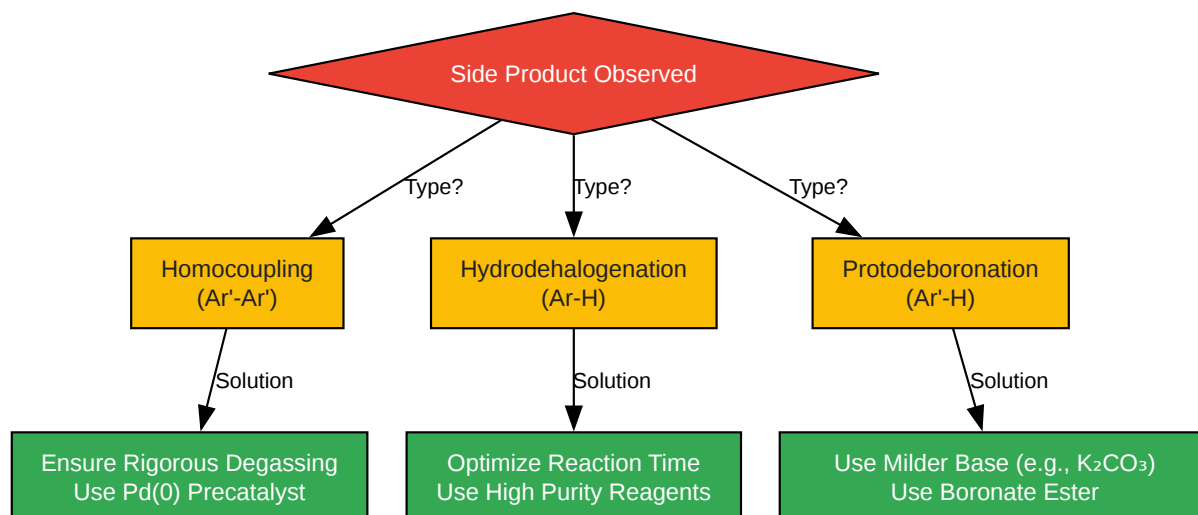 Side Product Observed
Type?
Type?
Type?
Homocoupling
(Ar'-Ar')
Hydrodehalogenation
(Ar-H)
Protodeboronation
(Ar'-H)
Solution
Solution
Solution
Ensure Rigorous Degassing
Use Pd(0) Precatalyst
Optimize Reaction Time
Use High Purity Reagents
Use Milder Base (e.g., K₂CO₃)
Use Boronate Ester